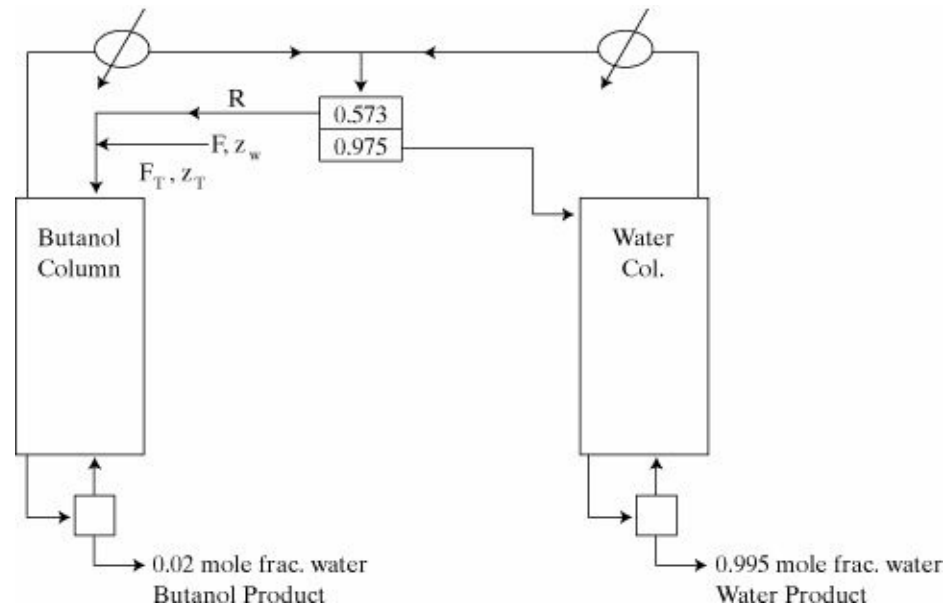 R
0.573
F, z_w
0.975
F_T , z_T
Butanol
Column
Water
Col.
0.02 mole frac. water
Butanol Product
0.995 mole frac. water
Water Product